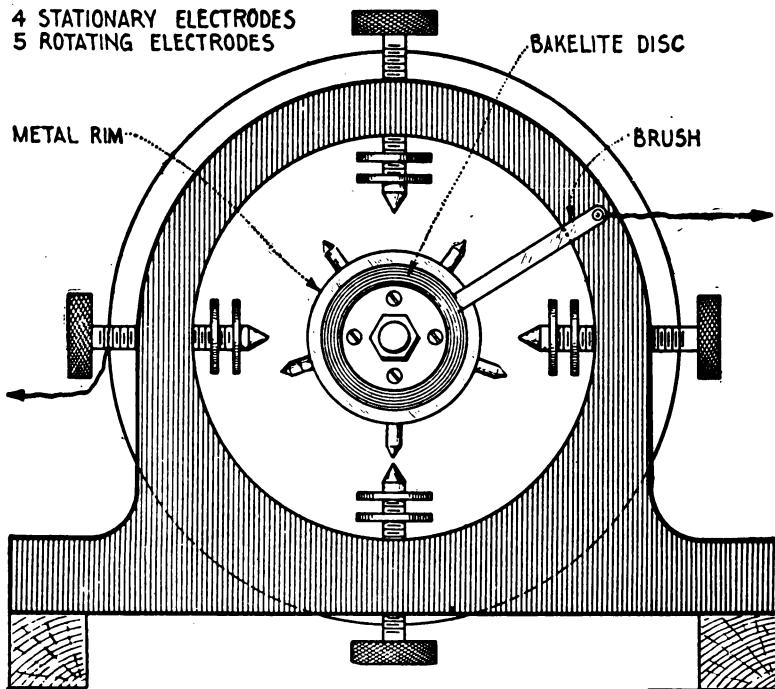 4 STATIONARY ELECTRODES
5 ROTATING ELECTRODES
BAKELITE DISC
METAL RIM
BRUSH